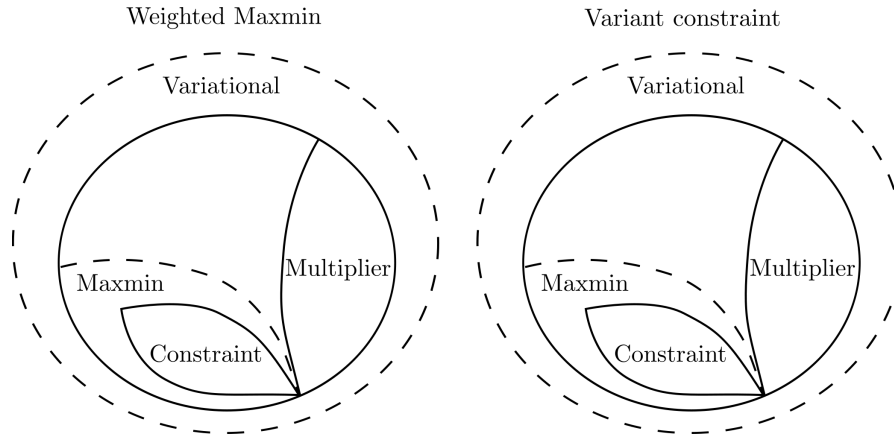 Weighted Maxmin
Variational
Multiplier
Maxmin
Constraint
Variant constraint
Variational
Multiplier
Maxmin
Constraint